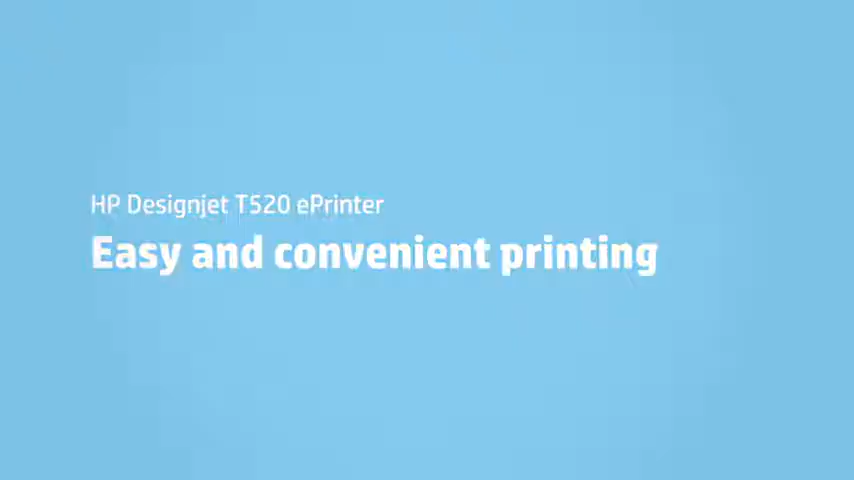 HP Designjet T520 ePrinter
Easy and convenient printing